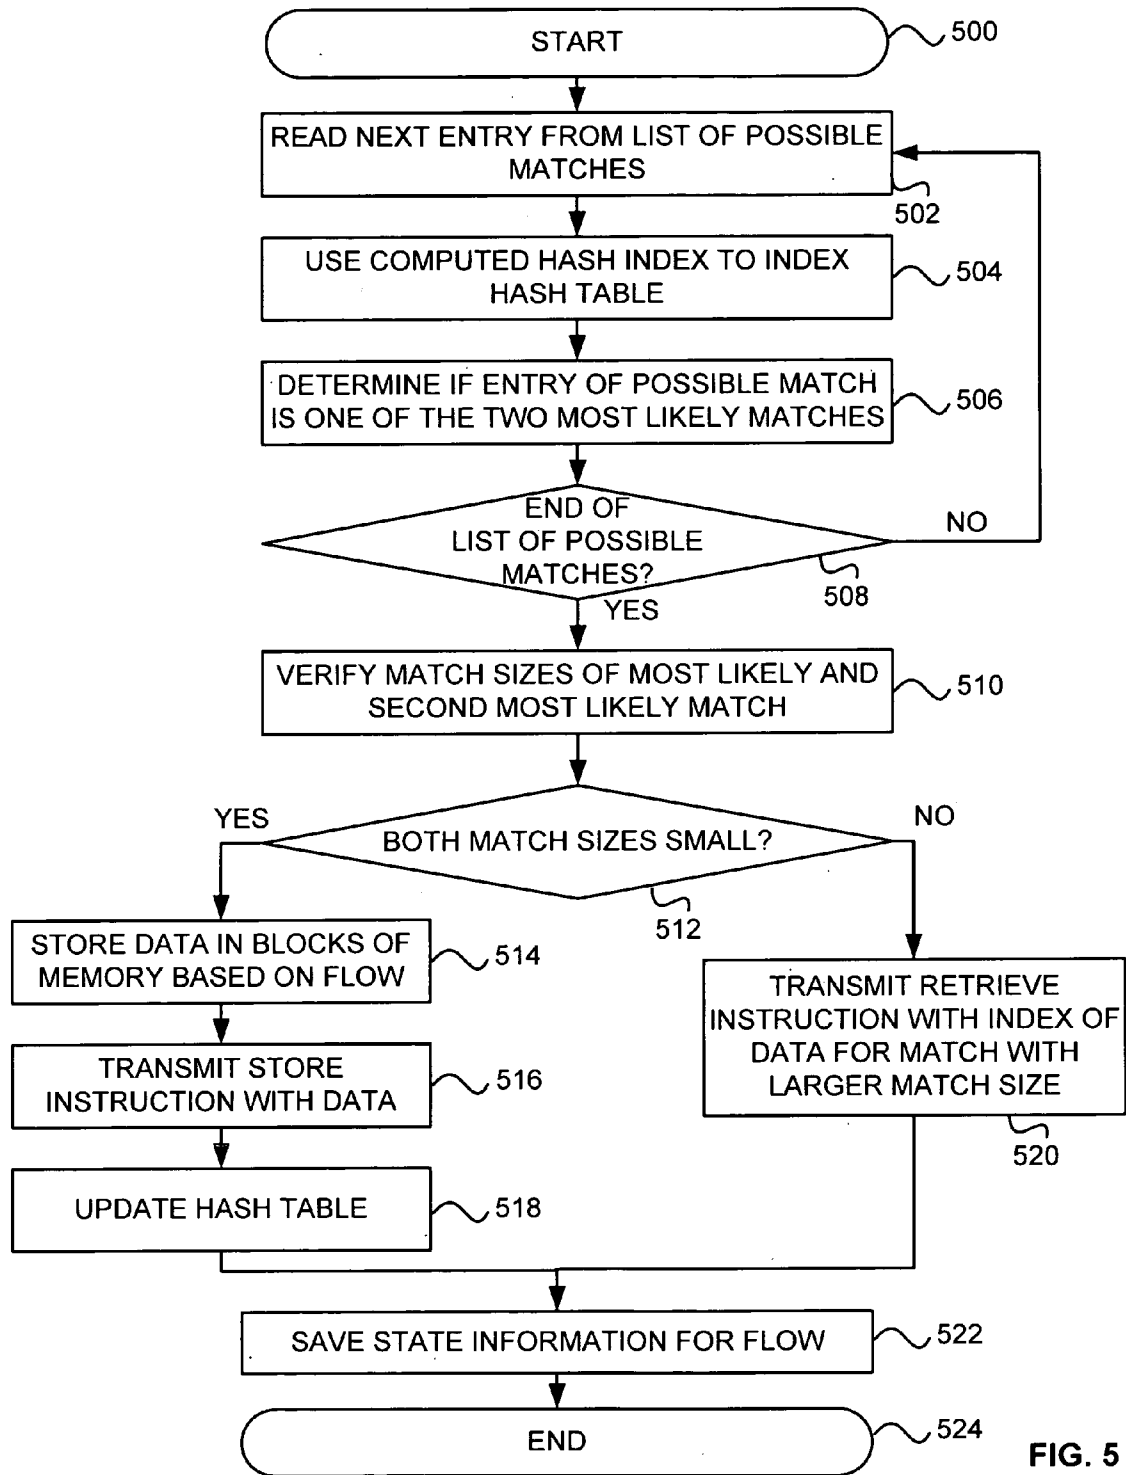 START
500
READ NEXT ENTRY FROM LIST OF POSSIBLE
MATCHES
502
USE COMPUTED HASH INDEX TO INDEX
HASH TABLE
504
DETERMINE IF ENTRY OF POSSIBLE MATCH
IS ONE OF THE TWO MOST LIKELY MATCHES
506
END OF
LIST OF POSSIBLE
MATCHES?
NO
508
YES
VERIFY MATCH SIZES OF MOST LIKELY AND
SECOND MOST LIKELY MATCH
510
YES
NO
BOTH MATCH SIZES SMALL?
512
STORE DATA IN BLOCKS OF
MEMORY BASED ON FLOW
514
TRANSMIT RETRIEVE
INSTRUCTION WITH INDEX OF
DATA FOR MATCH WITH
LARGER MATCH SIZE
520
TRANSMIT STORE
INSTRUCTION WITH DATA
516
UPDATE HASH TABLE
518
SAVE STATE INFORMATION FOR FLOW
522
END
524
FIG. 5